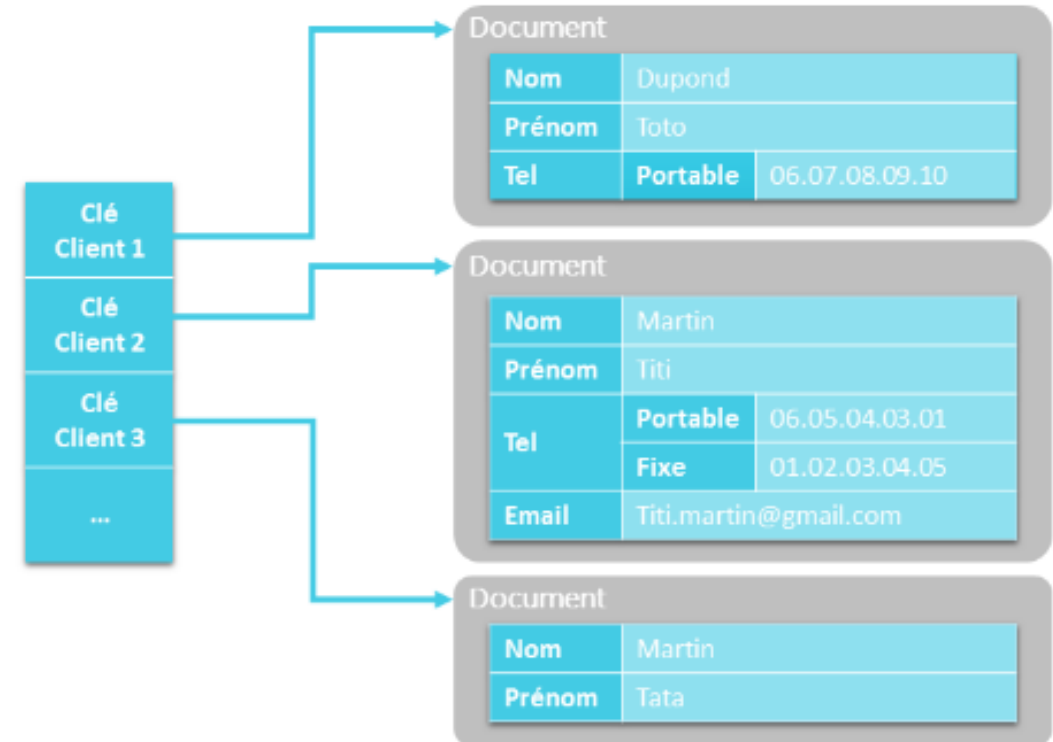 Clé
Client 1
Clé
Client 2
Clé
Client 3
...
Document
Nom Dupond
Prénom Toto
Tel Portable 06.07.08.09.10
Document
Nom Martin
Prénom Titi
Tel
Portable 06.05.04.03.01
Fixe 01.02.03.04.05
Email Titi.martin@gmail.com
Document
Nom Martin
Prénom Tata